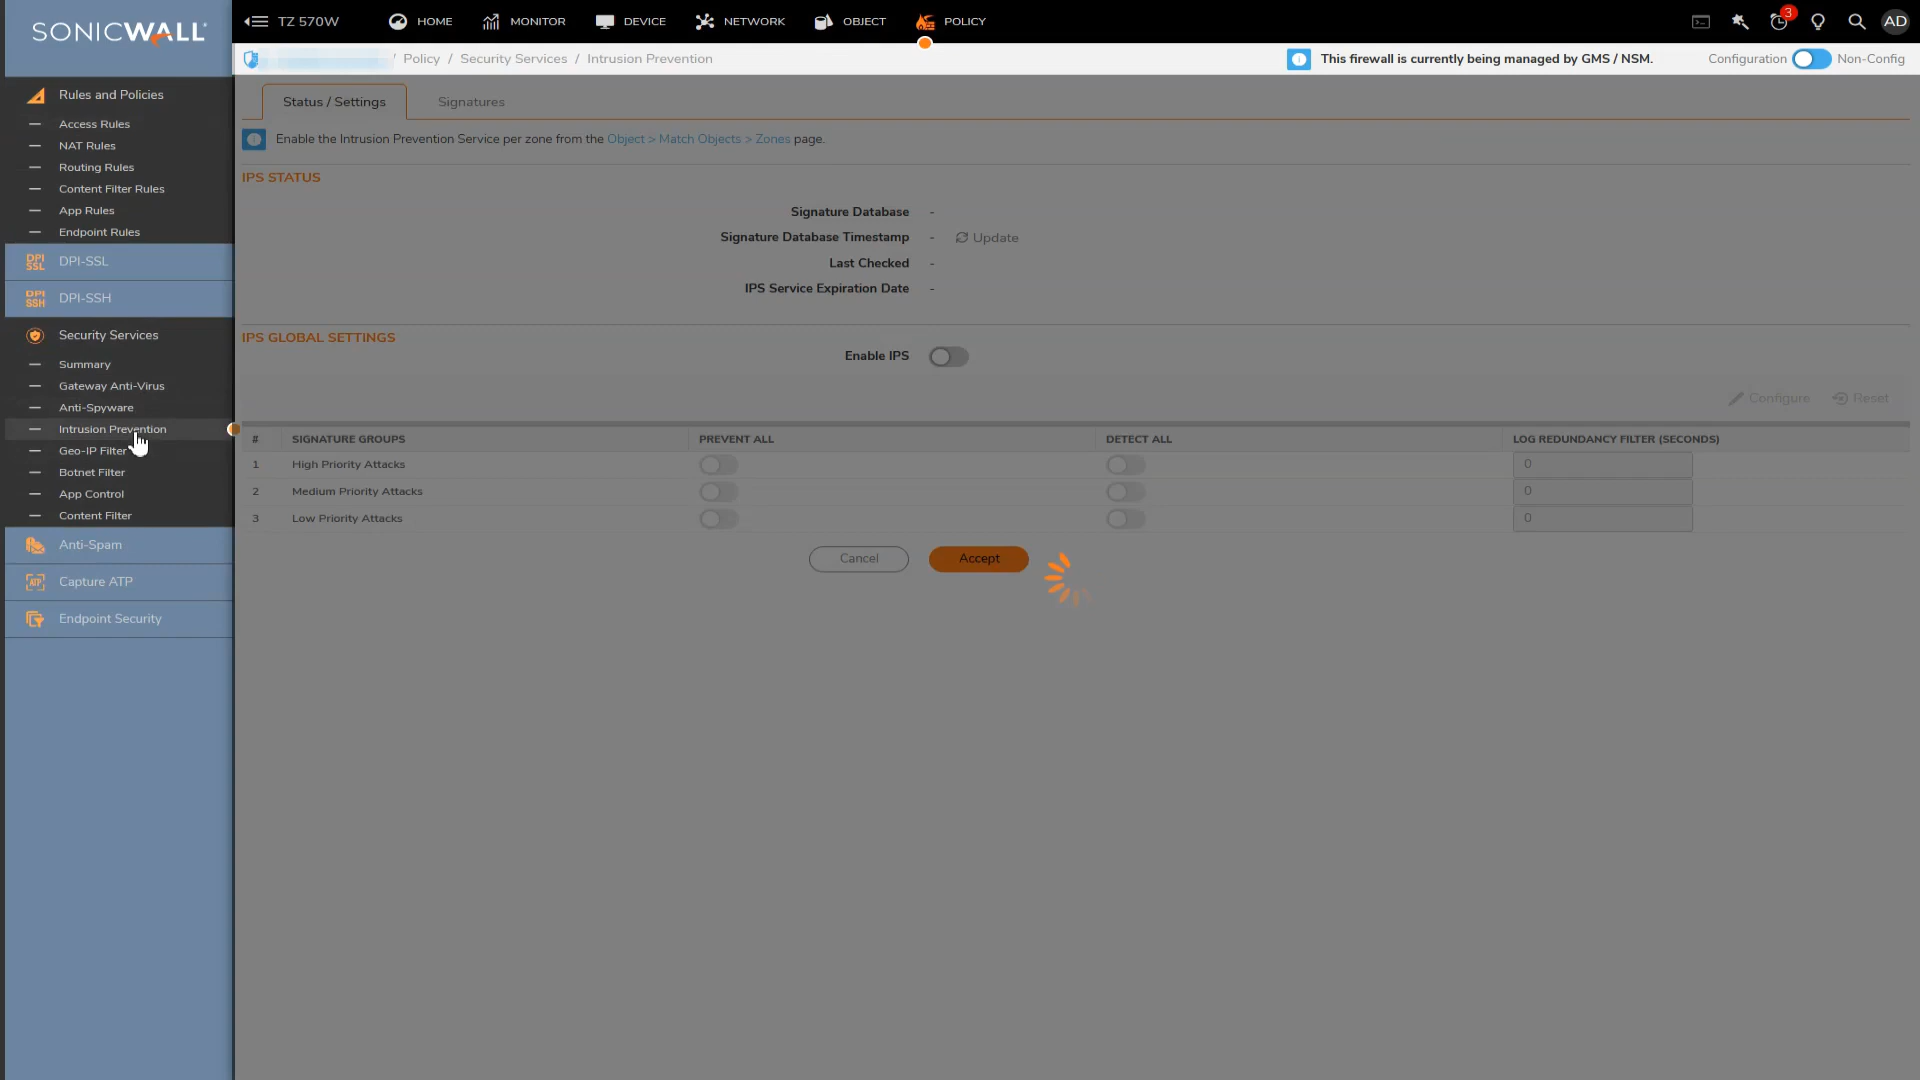 SONICWALL
TZ 570W
HOME
MONITOR
DEVICE
NETWORK
OBJECT
POLICY
3
AD
/ Policy / Security Services / Intrusion Prevention
This firewall is currently being managed by GMS / NSM.
Configuration
Non-Config
Rules and Policies
Access Rules
NAT Rules
Routing Rules
Content Filter Rules
App Rules
Endpoint Rules
DPI SSL
DPI-SSL
DPI SSH
DPI-SSH
Security Services
Summary
Gateway Anti-Virus
Anti-Spyware
Intrusion Prevention
Geo-IP Filter
Botnet Filter
App Control
Content Filter
Anti-Spam
ATP
Capture ATP
Endpoint Security
Status / Settings
Signatures
Enable the Intrusion Prevention Service per zone from the Object > Match Objects > Zones page.
IPS STATUS
Signature Database -
Signature Database Timestamp - Update
Last Checked -
IPS Service Expiration Date -
IPS GLOBAL SETTINGS
Enable IPS
Configure Reset
# SIGNATURE GROUPS PREVENT ALL DETECT ALL LOG REDUNDANCY FILTER (SECONDS)
1 High Priority Attacks 0
2 Medium Priority Attacks 0
3 Low Priority Attacks 0
Cancel Accept